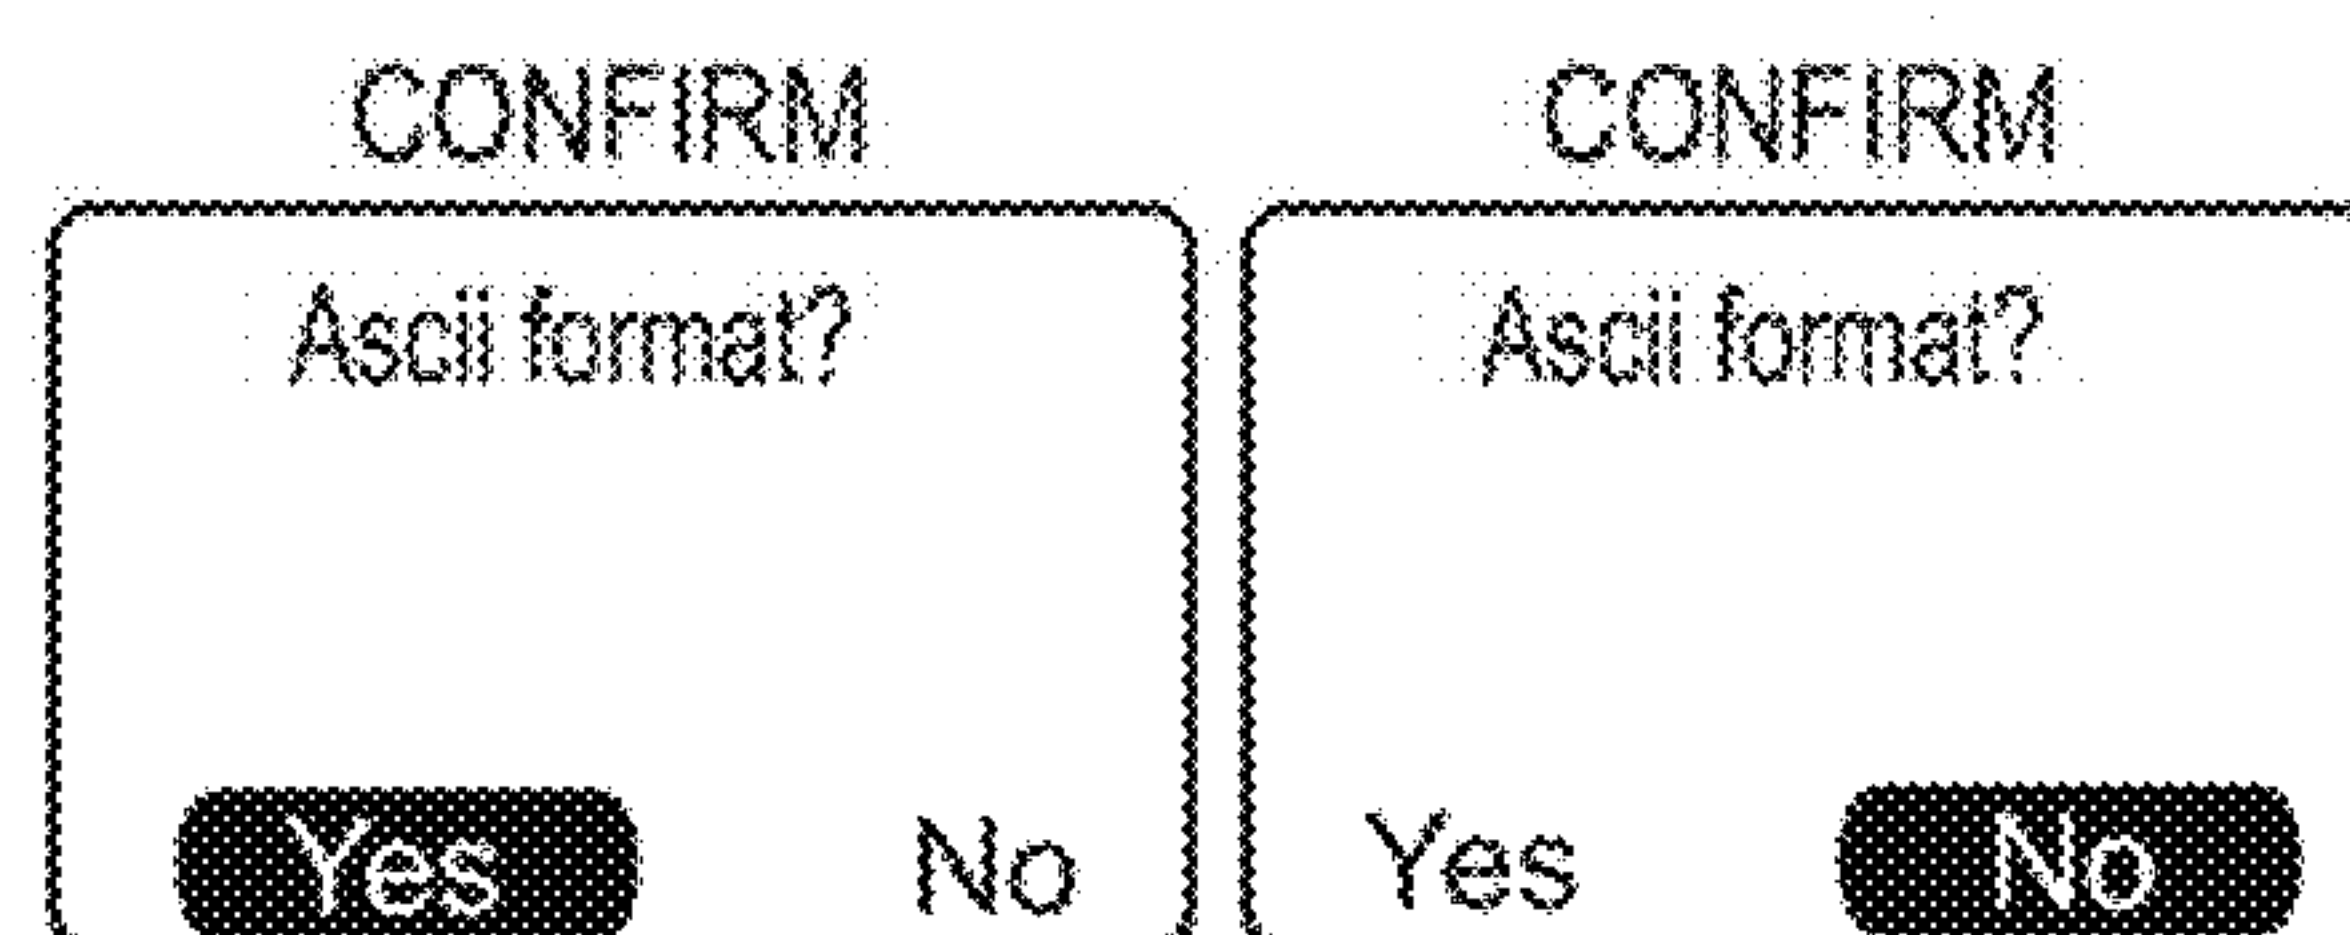 CONFIRM CONFIRM
Ascii format? Ascii format?
Yes No Yes No